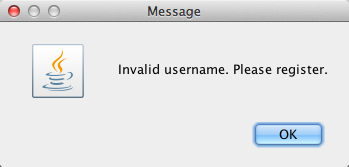 Message
Invalid username. Please register.
OK